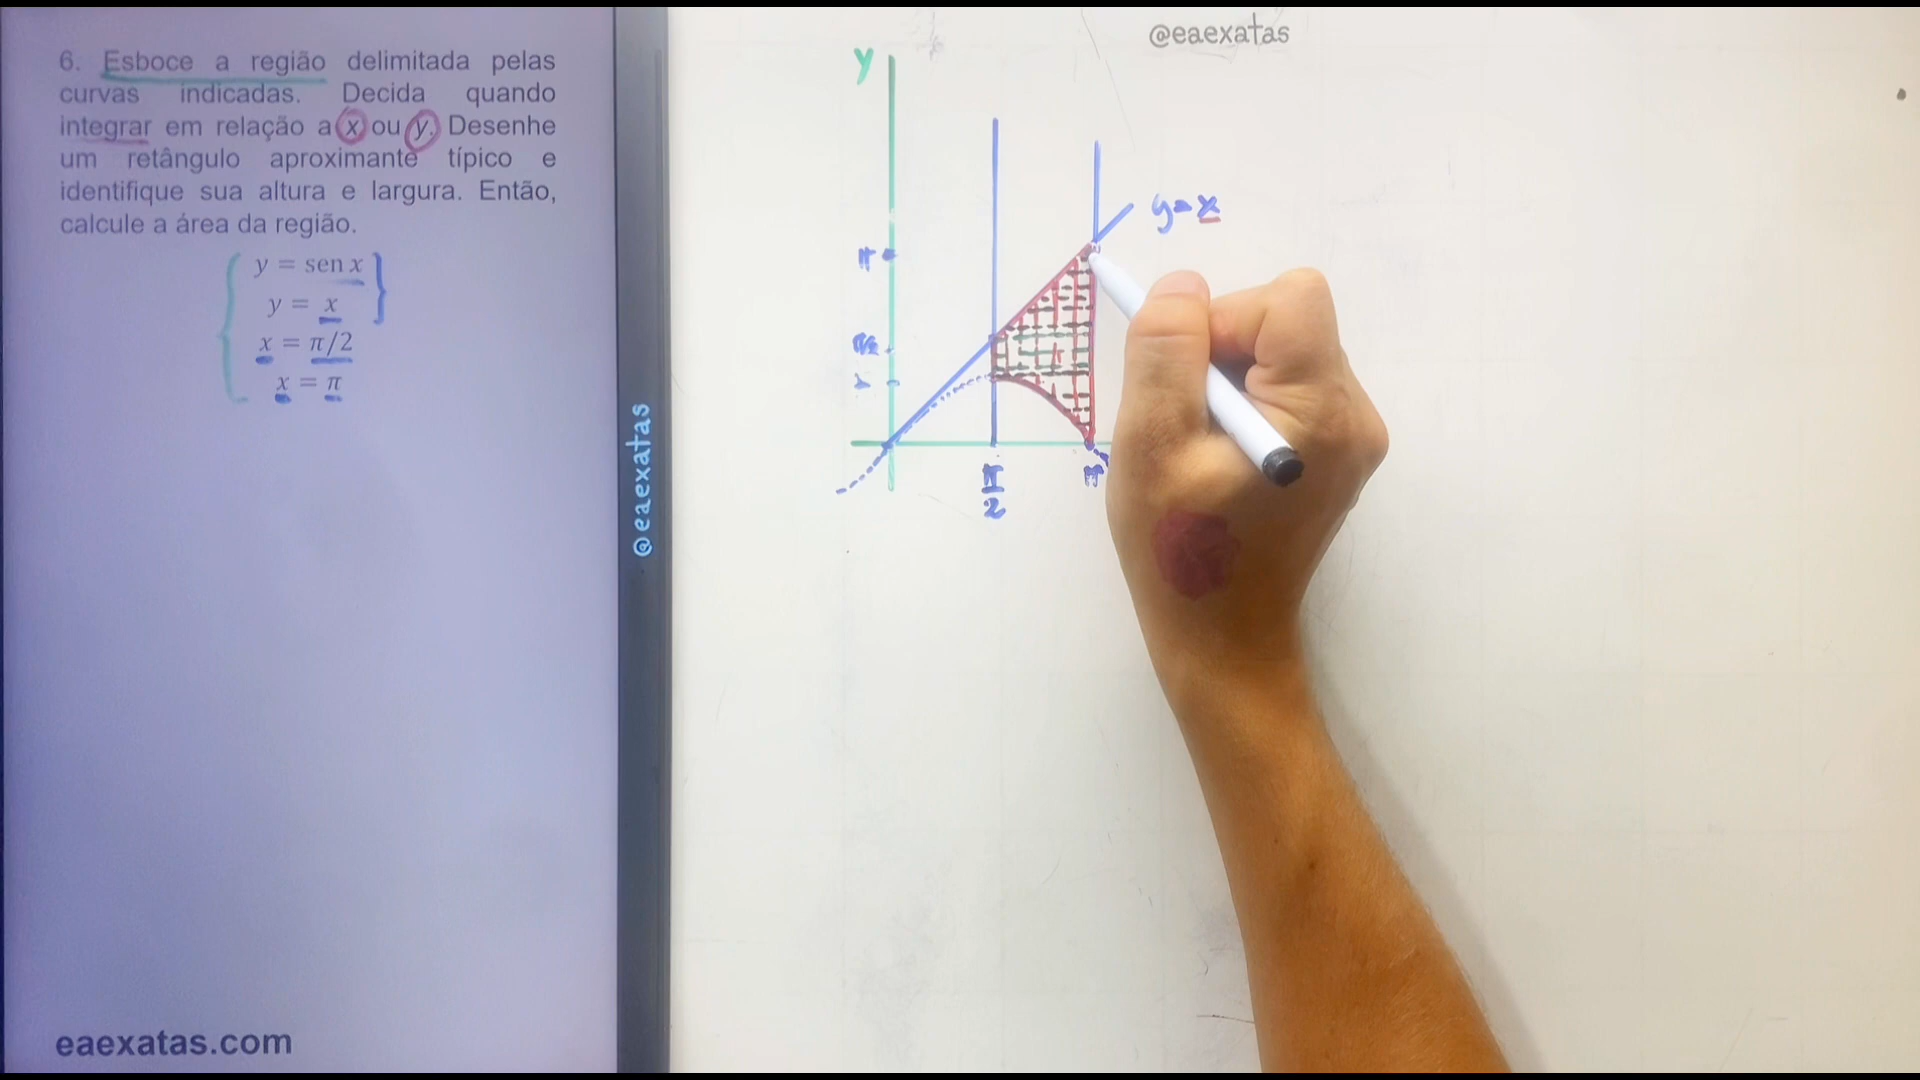 6. Esboce a região delimitada pelas
curvas indicadas. Decida quando
integrar em relação a x ou y. Desenhe
um retângulo aproximante típico e
identifique sua altura e largura. Então,
calcule a área da região.
y = sen x
y = x
x = π/2
x = π
eaexatas.com
@eaexatas
@eaexatas
y
y=x
π
π/2
π
2
π